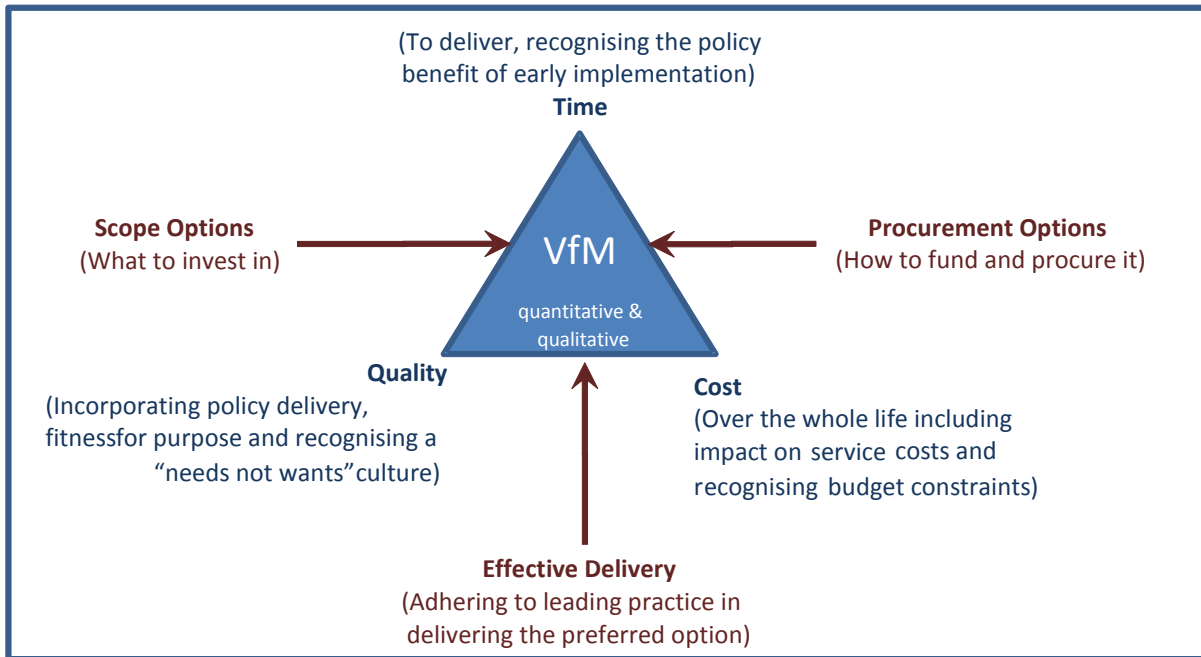 (To deliver, recognising the policy
benefit of early implementation)
Time
Scope Options
(What to invest in)
VfM
quantitative &
qualitative
Procurement Options
(How to fund and procure it)
Quality
(Incorporating policy delivery,
fitnessfor purpose and recognising a
“needs not wants”culture)
Cost
(Over the whole life including
impact on service costs and
recognising budget constraints)
Effective Delivery
(Adhering to leading practice in
delivering the preferred option)